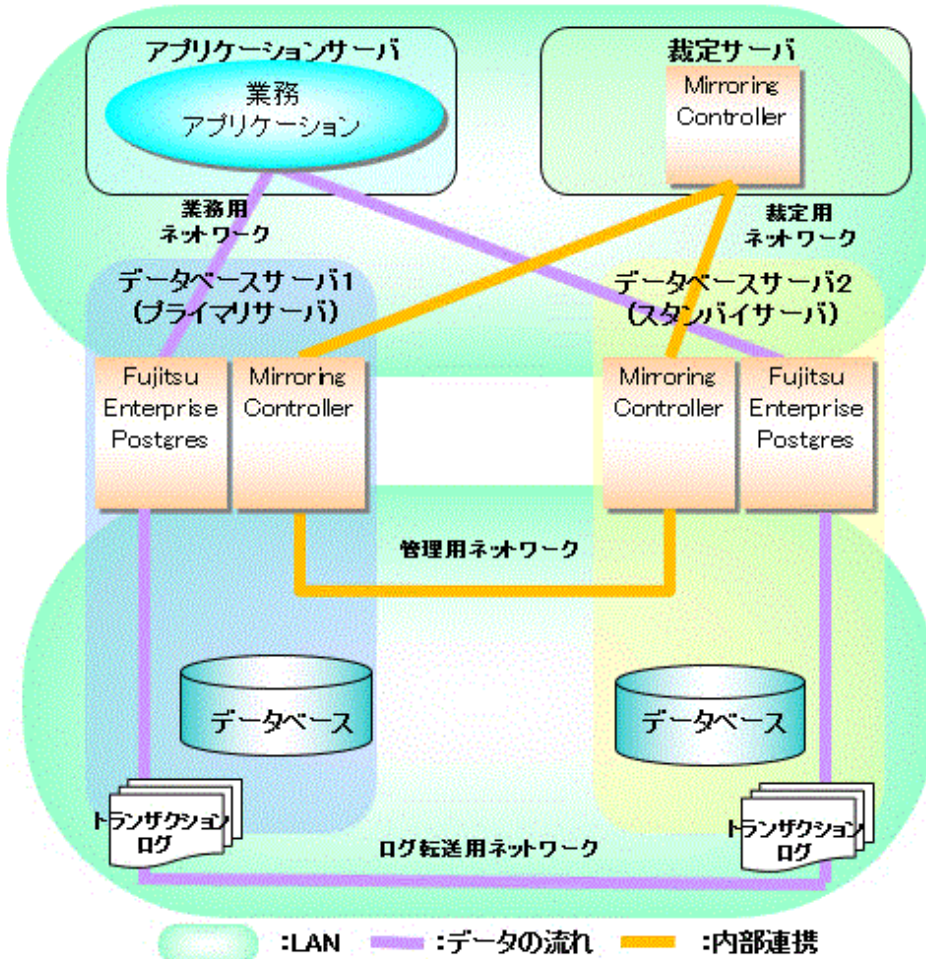 アプリケーションサーバ
業務
アプリケーション
裁定サーバ
Mirroring
Controller
業務用
ネットワーク
裁定用
ネットワーク
データベースサーバ1
(プライマリサーバ)
データベースサーバ2
(スタンバイサーバ)
Fujitsu
Enterprise
Postgres
Mirroring
Controller
Mirroring
Controller
Fujitsu
Enterprise
Postgres
管理用ネットワーク
データベース
データベース
トランザクション
ログ
トランザクション
ログ
ログ転送用ネットワーク
:LAN :データの流れ :内部連携